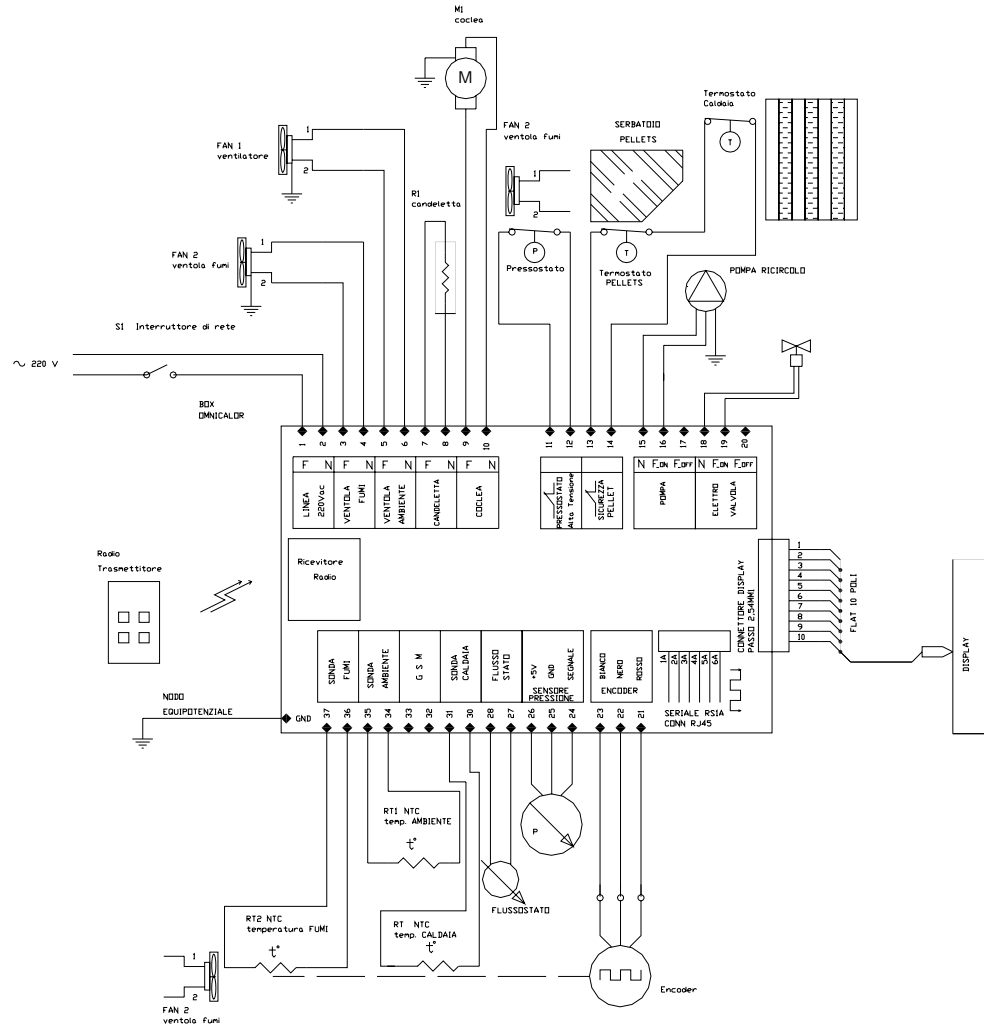 M1
coclea
M
FAN 1
ventilatore
1
2
FAN 2
ventola fumi
1
2
R1
candeletta
FAN 2
ventola fumi
1
2
SERBATOIO
PELLETS
Termostato
Caldaia
T
P
Pressostato
T
Termostato
PELLETS
POMPA RICIRCOLO
S1 Interruttore di rete
~ 220 V
BOX
OMNICALOR
1 2 3 4 5 6 7 8 9 10 11 12 13 14 15 16 17 18 19 20
F N F N F N F N F N
N F_ON F_OFF N F_ON F_OFF
LINEA
220Vac
VENTOLA
FUMI
VENTOLA
AMBIENTE
CANDELETTA
COCLEA
PRESSOSTATO
Alta Tensione
SICUREZZA
PELLET
POMPA
ELETTRO
VALVOLA
Ricevitore
Radio
Radio
Trasmettitore
CONNETTORE DISPLAY
PASSO 2,54MM1
1
2
3
4
5
6
7
8
9
10
FLAT 10 POLI
DISPLAY
SONDA
FUMI
SONDA
AMBIENTE
G S M
SONDA
CALDAIA
FLUSSO
STATO
+5V
GND
SEGNALE
SENSORE
PRESSIONE
BIANCO
NERO
ROSSO
ENCODER
1A
2A
3A
4A
5A
6A
SERIALE RS1A
CONN RJ45
NODO
EQUIPOTENZIALE
GND
37 36 35 34 33 32 31 30 28 27 26 25 24 23 22 21
RT1 NTC
temp. AMBIENTE
t°
P
FLUSSOSTATO
RT2 NTC
temperatura FUMI
t°
RT NTC
temp. CALDAIA
t°
Encoder
1
2
FAN 2
ventola fumi